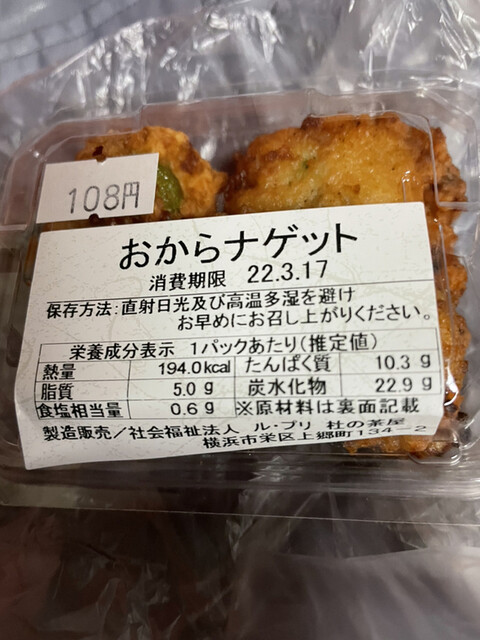 108円
おからナゲット
消費期限 22.3.17
保存方法:直射日光及び高温多湿を避け
お早めにお召し上がりください。
栄養成分表示 1パックあたり(推定値)
熱量 194.0kcal たんぱく質 10.3g
脂質 5.0g 炭水化物 22.9g
食塩相当量 0.6g ※原材料は裏面記載
製造販売/社会福祉法人 ル・プリ 杜の茶屋
横浜市栄区上郷町134-2